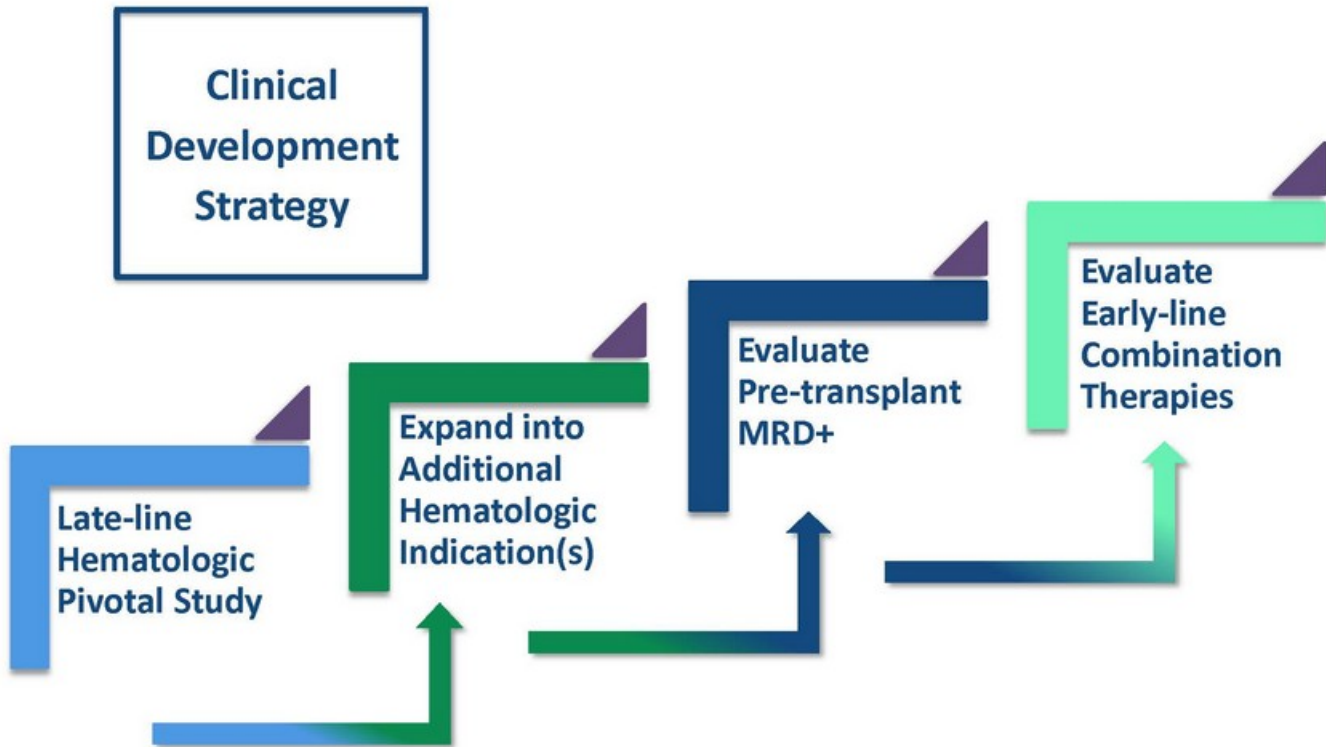 Clinical
Development
Strategy
Late-line
Hematologic
Pivotal Study
Expand into
Additional
Hematologic
Indication(s)
Evaluate
Pre-transplant
MRD+
Evaluate
Early-line
Combination
Therapies